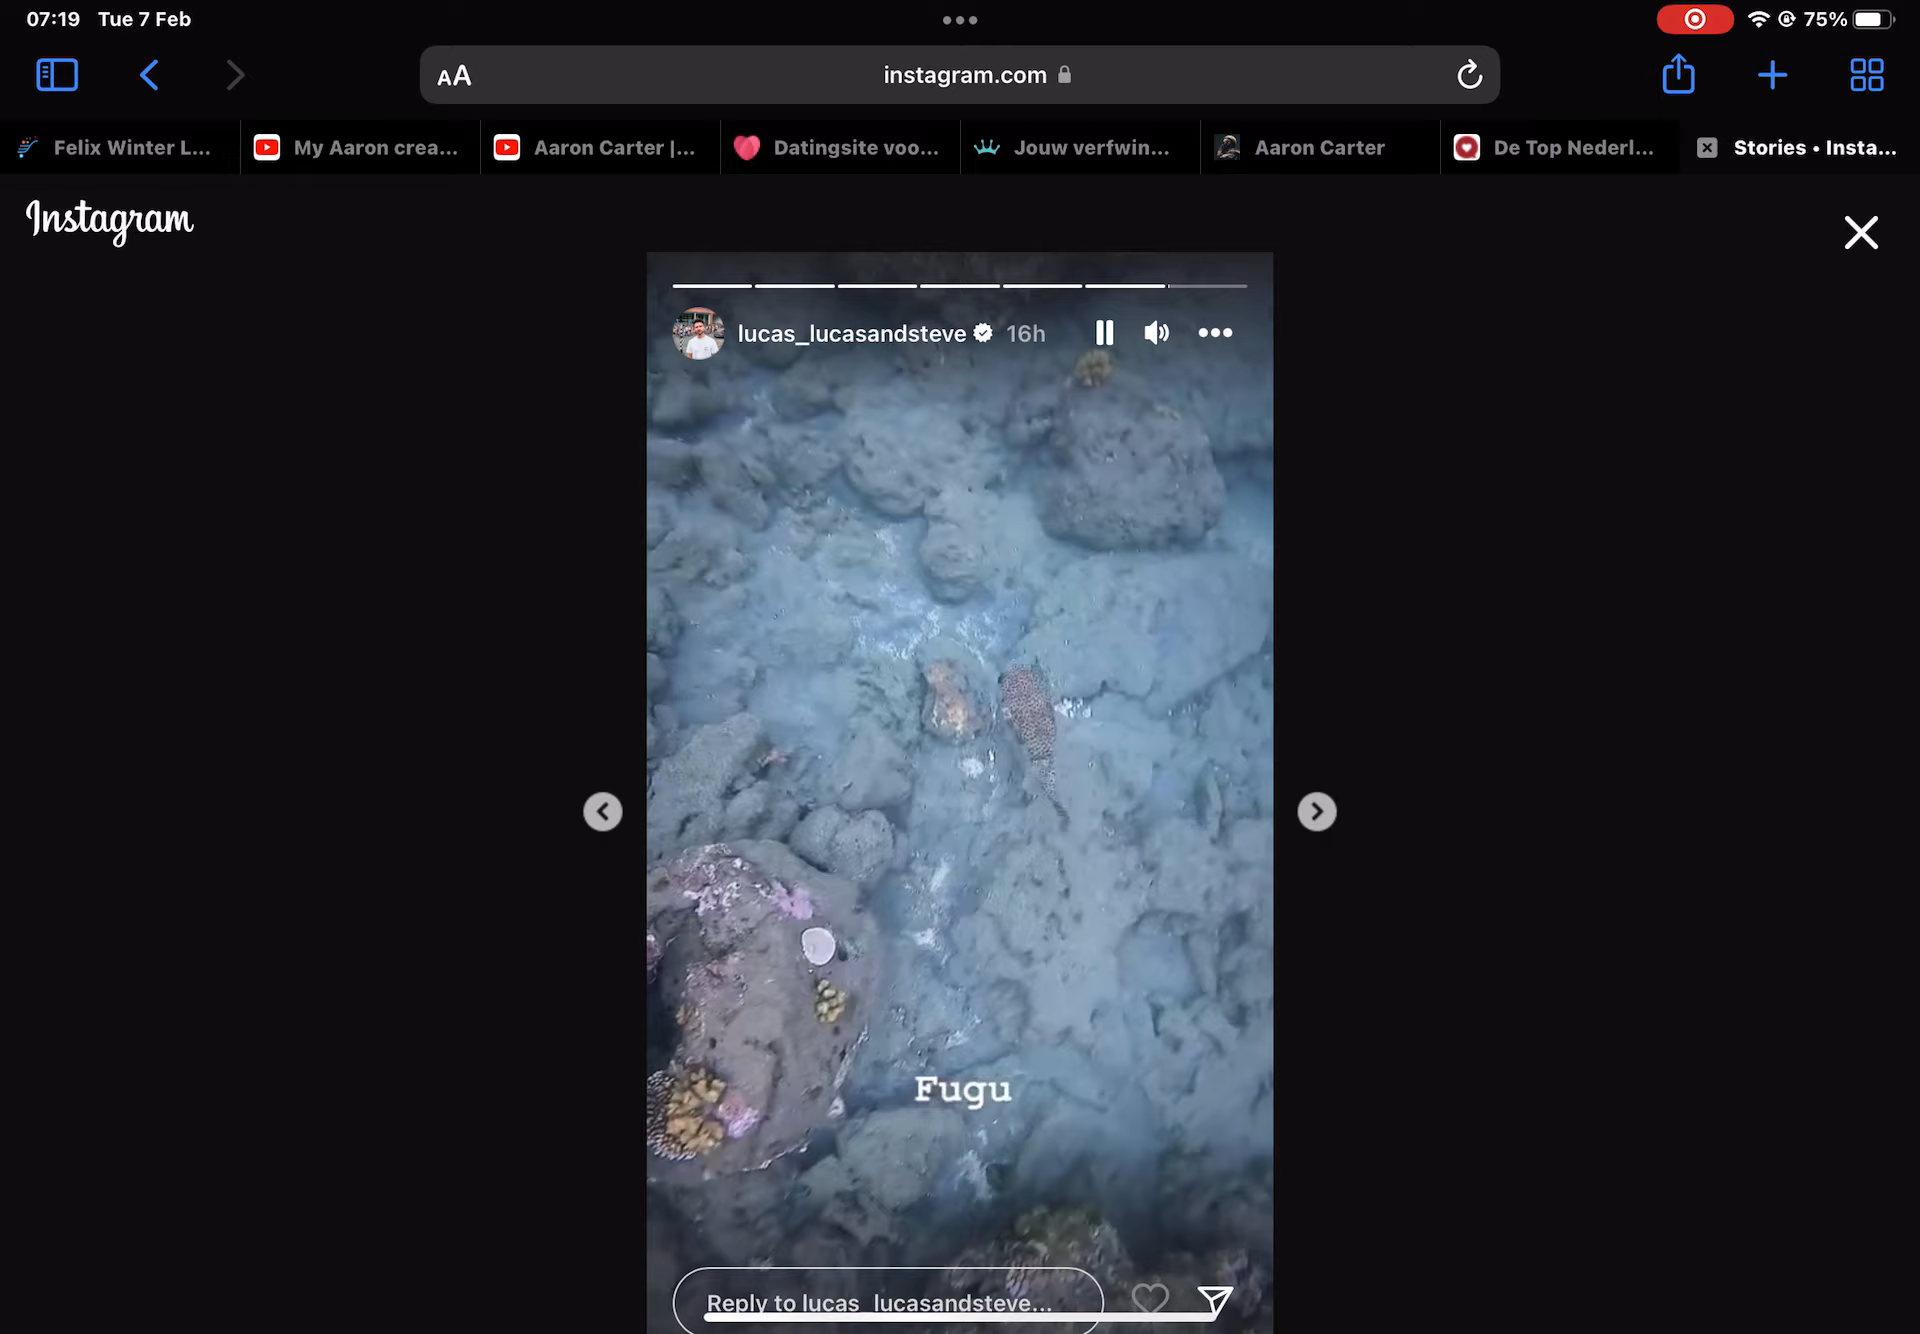 07:19 Tue 7 Feb
75%
AA
instagram.com
Felix Winter L...
My Aaron crea...
Aaron Carter |...
Datingsite voo...
Jouw verfwin...
Aaron Carter
De Top Nederl...
Stories • Insta...
Instagram
lucas_lucasandsteve 16h
Fugu
Reply to lucas_lucasandsteve...